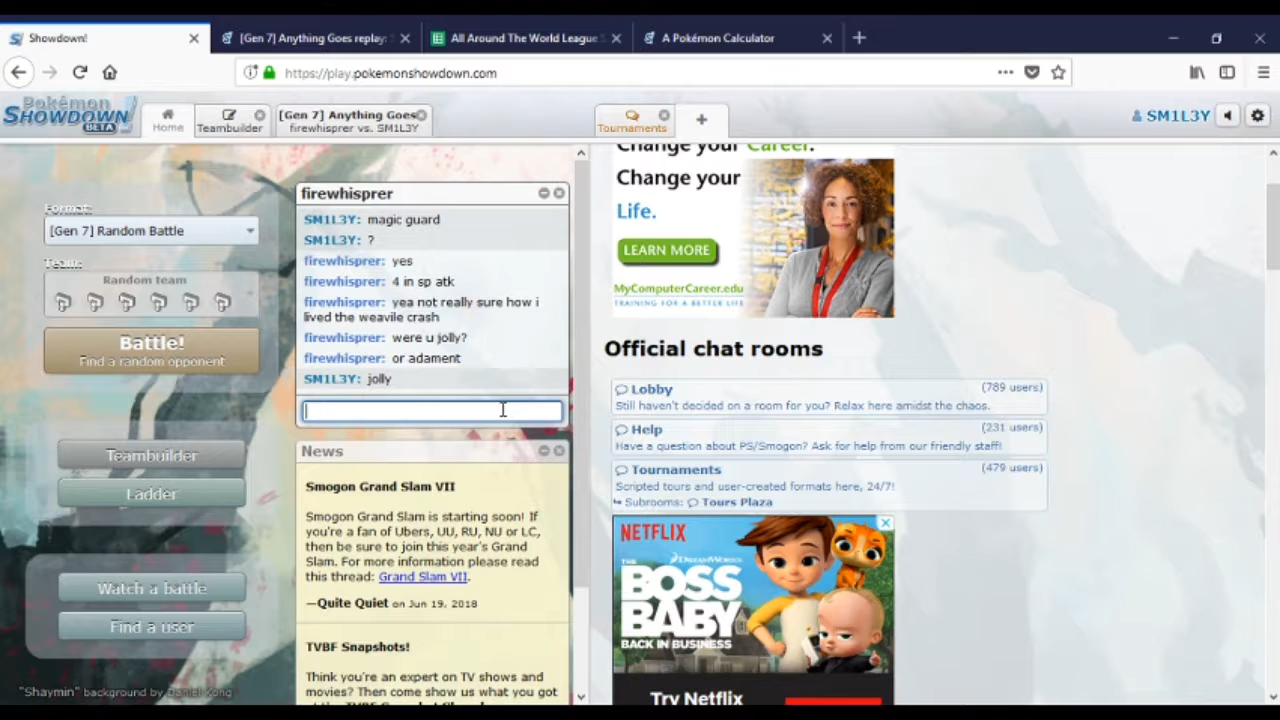 Showdown!
[Gen 7] Anything Goes replay:
All Around The World League
A Pokémon Calculator
https://play.pokemonshowdown.com
Pokémon
SHOWDOWN!
BETA
Home
Teambuilder
[Gen 7] Anything Goes
firewhisprer vs. SM1L3Y
Tournaments
SM1L3Y
Format:
[Gen 7] Random Battle
Team:
Random team
Battle!
Find a random opponent
Teambuilder
Ladder
Watch a battle
Find a user
"Shaymin" background by Daniel Kong
firewhisprer
SM1L3Y: magic guard
SM1L3Y: ?
firewhisprer: yes
firewhisprer: 4 in sp atk
firewhisprer: yea not really sure how i
lived the weavile crash
firewhisprer: were u jolly?
firewhisprer: or adament
SM1L3Y: jolly
News
Smogon Grand Slam VII
Smogon Grand Slam is starting soon! If
you're a fan of Ubers, UU, RU, NU or LC,
then be sure to join this year's Grand
Slam. For more information please read
this thread: Grand Slam VII.
—Quite Quiet on Jun 19, 2018
TVBF Snapshots!
Think you're an expert on TV shows and
movies? Then come show us what you got
Change your Career.
Change your
Life.
LEARN MORE
MyComputerCareer.edu
TRAINING FOR A BETTER LIFE
Official chat rooms
Lobby (789 users)
Still haven't decided on a room for you? Relax here amidst the chaos.
Help (231 users)
Have a question about PS/Smogon? Ask for help from our friendly staff!
Tournaments (479 users)
Scripted tours and user-created formats here, 24/7!
Subrooms: Tours Plaza
NETFLIX
DREAMWORKS
THE
BOSS
BABY
BACK IN BUSINESS
Try Netflix